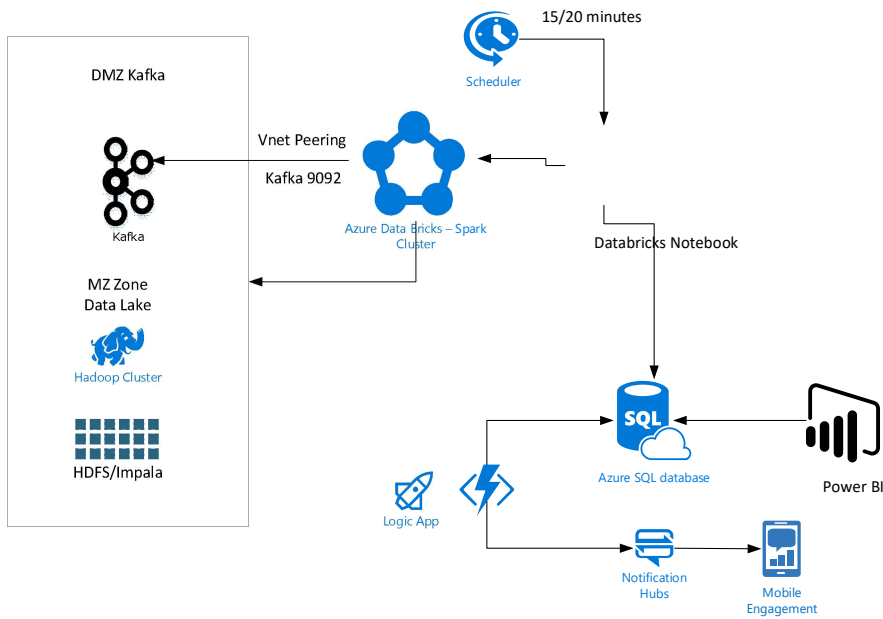 15/20 minutes
Scheduler
DMZ Kafka
Vnet Peering
Kafka 9092
Kafka
Azure Data Bricks – Spark
Cluster
Databricks Notebook
MZ Zone
Data Lake
Hadoop Cluster
HDFS/Impala
SQL
Azure SQL database
Power BI
Logic App
Notification
Hubs
Mobile
Engagement